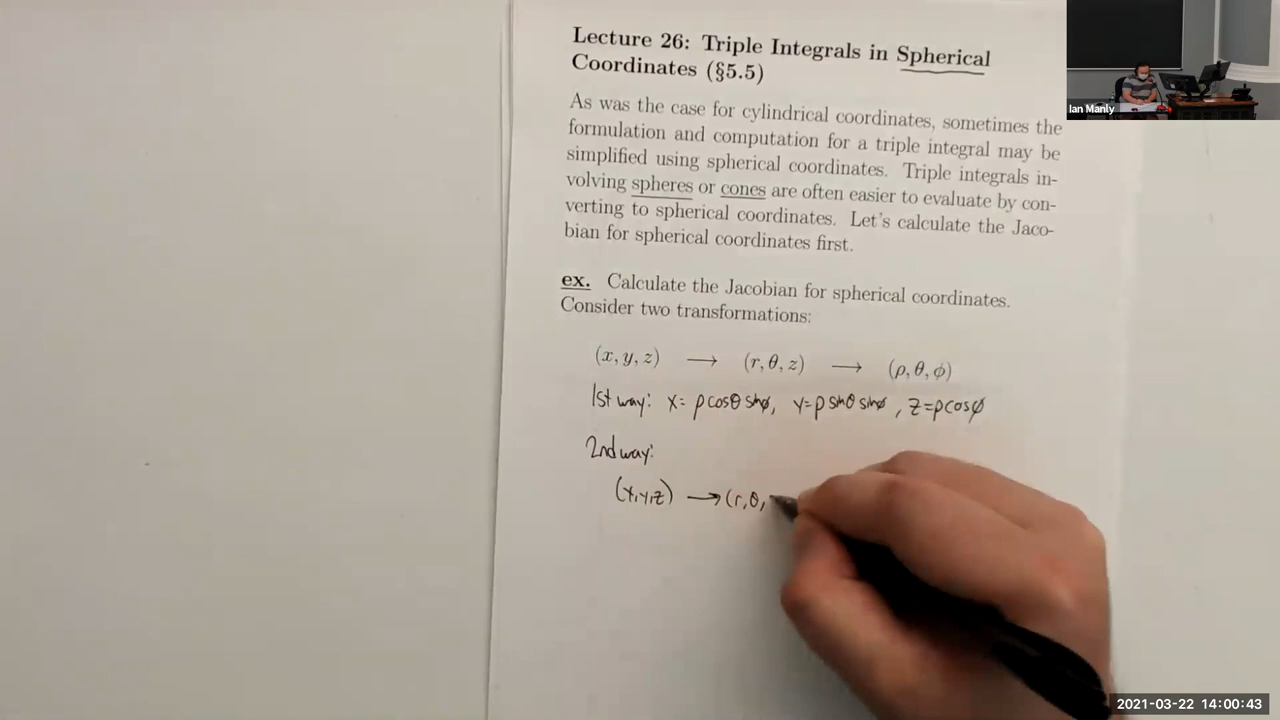 Lecture 26: Triple Integrals in Spherical
Coordinates (§5.5)
As was the case for cylindrical coordinates, sometimes the
formulation and computation for a triple integral may be
simplified using spherical coordinates. Triple integrals in-
volving spheres or cones are often easier to evaluate by con-
verting to spherical coordinates. Let's calculate the Jaco-
bian for spherical coordinates first.
ex. Calculate the Jacobian for spherical coordinates.
Consider two transformations:
(x, y, z) ⟶ (r, θ, z) ⟶ (ρ, θ, ϕ)
1st way: x = ρcosθ sinϕ, y=ρ sinθ sinϕ, z=ρcosϕ
2nd way:
(x,y,z) ⟶ (r,θ,
Ian Manly
2021-03-22 14:00:43